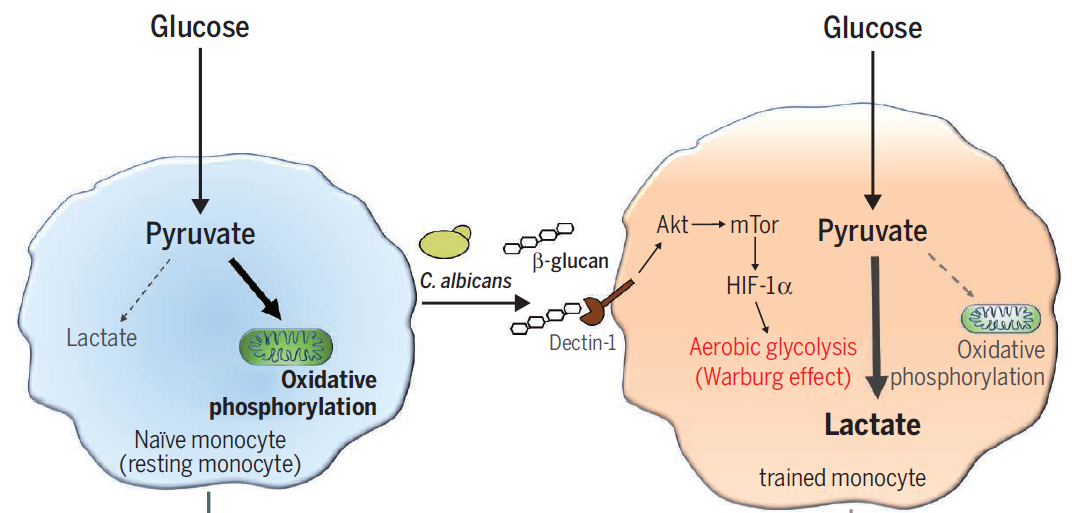 Glucose
Pyruvate
Lactate
Oxidative
phosphorylation
Naïve monocyte
(resting monocyte)
C. albicans
β-glucan
Dectin-1
Glucose
Akt
mTor
HIF-1α
Aerobic glycolysis
(Warburg effect)
Pyruvate
Oxidative
phosphorylation
Lactate
trained monocyte